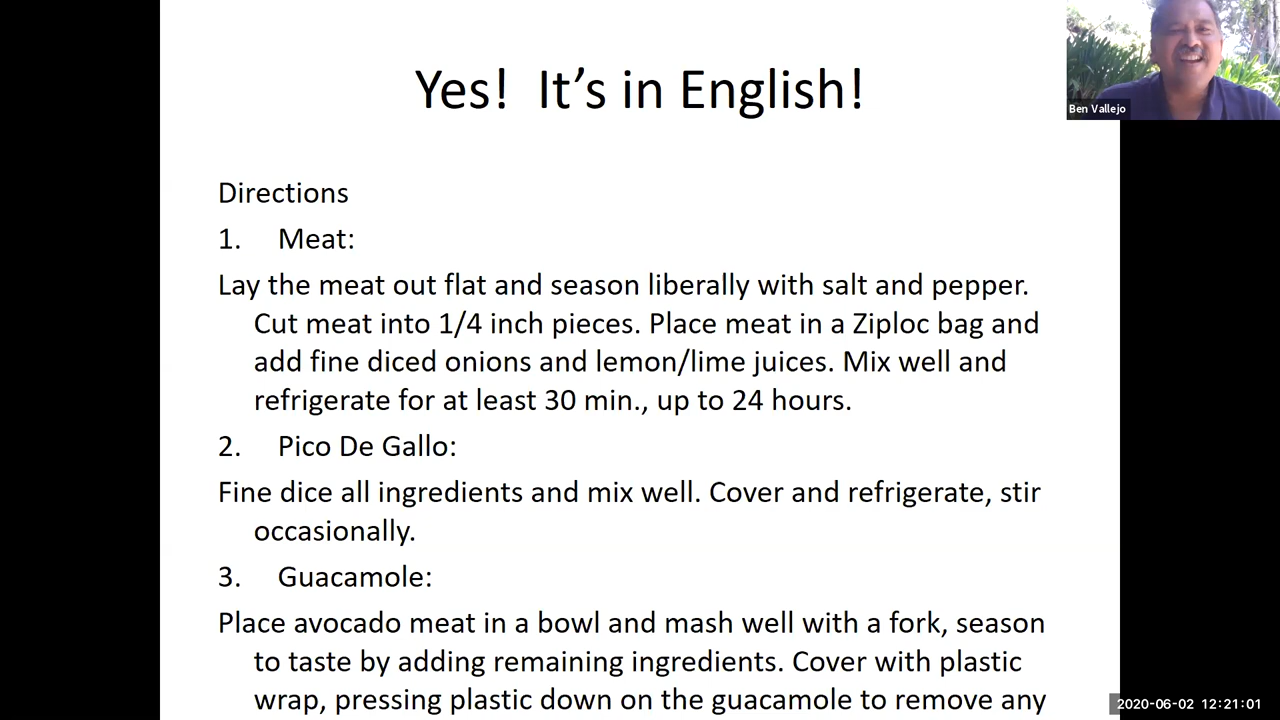 Yes!  It’s in English!
Ben Vallejo
Directions
1. Meat:
Lay the meat out flat and season liberally with salt and pepper.
Cut meat into 1/4 inch pieces. Place meat in a Ziploc bag and
add fine diced onions and lemon/lime juices. Mix well and
refrigerate for at least 30 min., up to 24 hours.
2. Pico De Gallo:
Fine dice all ingredients and mix well. Cover and refrigerate, stir
occasionally.
3. Guacamole:
Place avocado meat in a bowl and mash well with a fork, season
to taste by adding remaining ingredients. Cover with plastic
wrap, pressing plastic down on the guacamole to remove any
2020-06-02 12:21:01